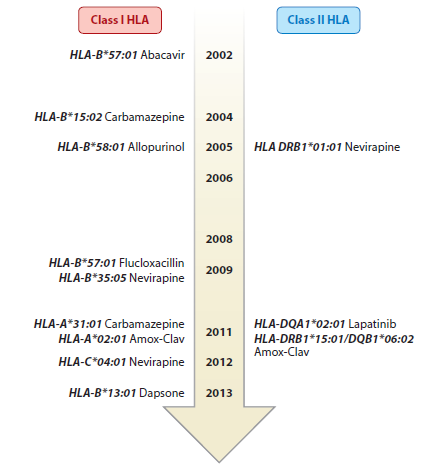 Class I HLA
Class II HLA
HLA-B*57:01 Abacavir 2002
HLA-B*15:02 Carbamazepine 2004
HLA-B*58:01 Allopurinol 2005 HLA DRB1*01:01 Nevirapine
2006
2008
HLA-B*57:01 Flucloxacillin
HLA-B*35:05 Nevirapine
2009
HLA-A*31:01 Carbamazepine
HLA-A*02:01 Amox-Clav
2011
HLA-DQA1*02:01 Lapatinib
HLA-DRB1*15:01/DQB1*06:02
Amox-Clav
HLA-C*04:01 Nevirapine 2012
HLA-B*13:01 Dapsone 2013